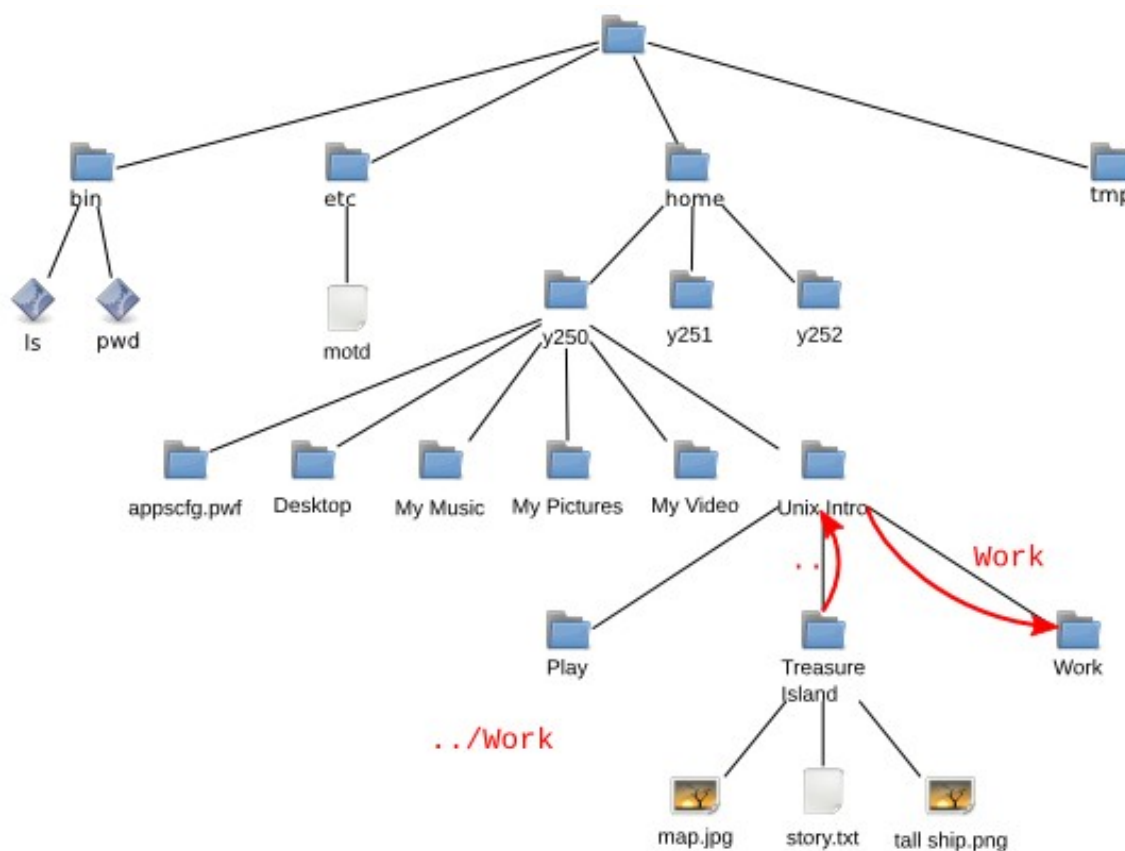 bin
etc
home
tmp
ls
pwd
motd
y250
y251
y252
appscfg.pwf
Desktop
My Music
My Pictures
My Video
Unix Intro
..
Work
Play
Treasure
Island
Work
../Work
map.jpg
story.txt
tall ship.png